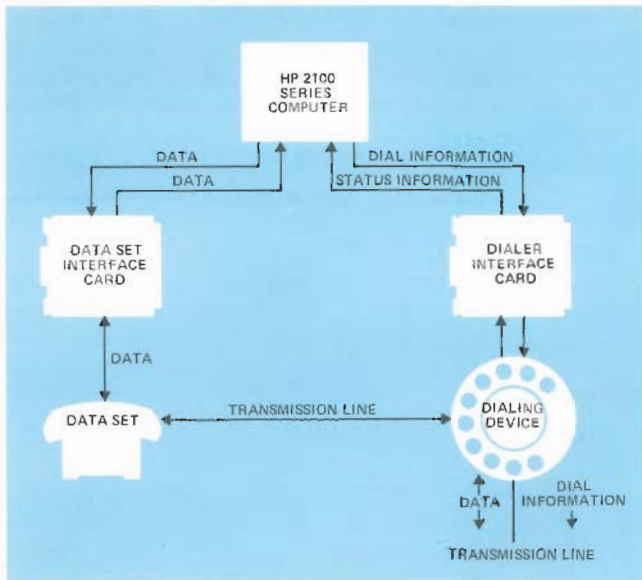 HP 2100
SERIES
COMPUTER
DATA
DATA
DIAL INFORMATION
STATUS INFORMATION
DATA SET
INTERFACE
CARD
DIALER
INTERFACE
CARD
DATA
DATA SET
TRANSMISSION LINE
DIALING
DEVICE
DATA
DIAL
INFORMATION
TRANSMISSION LINE